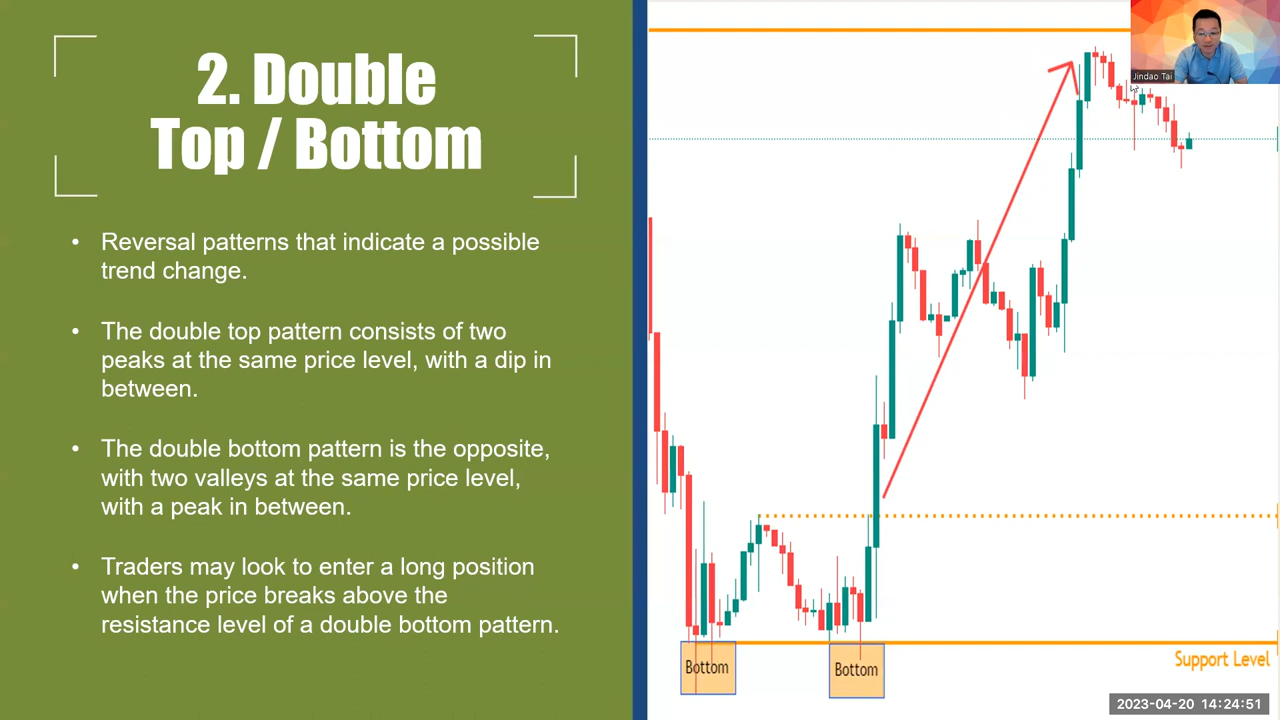 2. Double
Top / Bottom
• Reversal patterns that indicate a possible
trend change.
• The double top pattern consists of two
peaks at the same price level, with a dip in
between.
• The double bottom pattern is the opposite,
with two valleys at the same price level,
with a peak in between.
• Traders may look to enter a long position
when the price breaks above the
resistance level of a double bottom pattern.
Jindao Tai
Support Level
Bottom
Bottom
2023-04-20 14:24:51